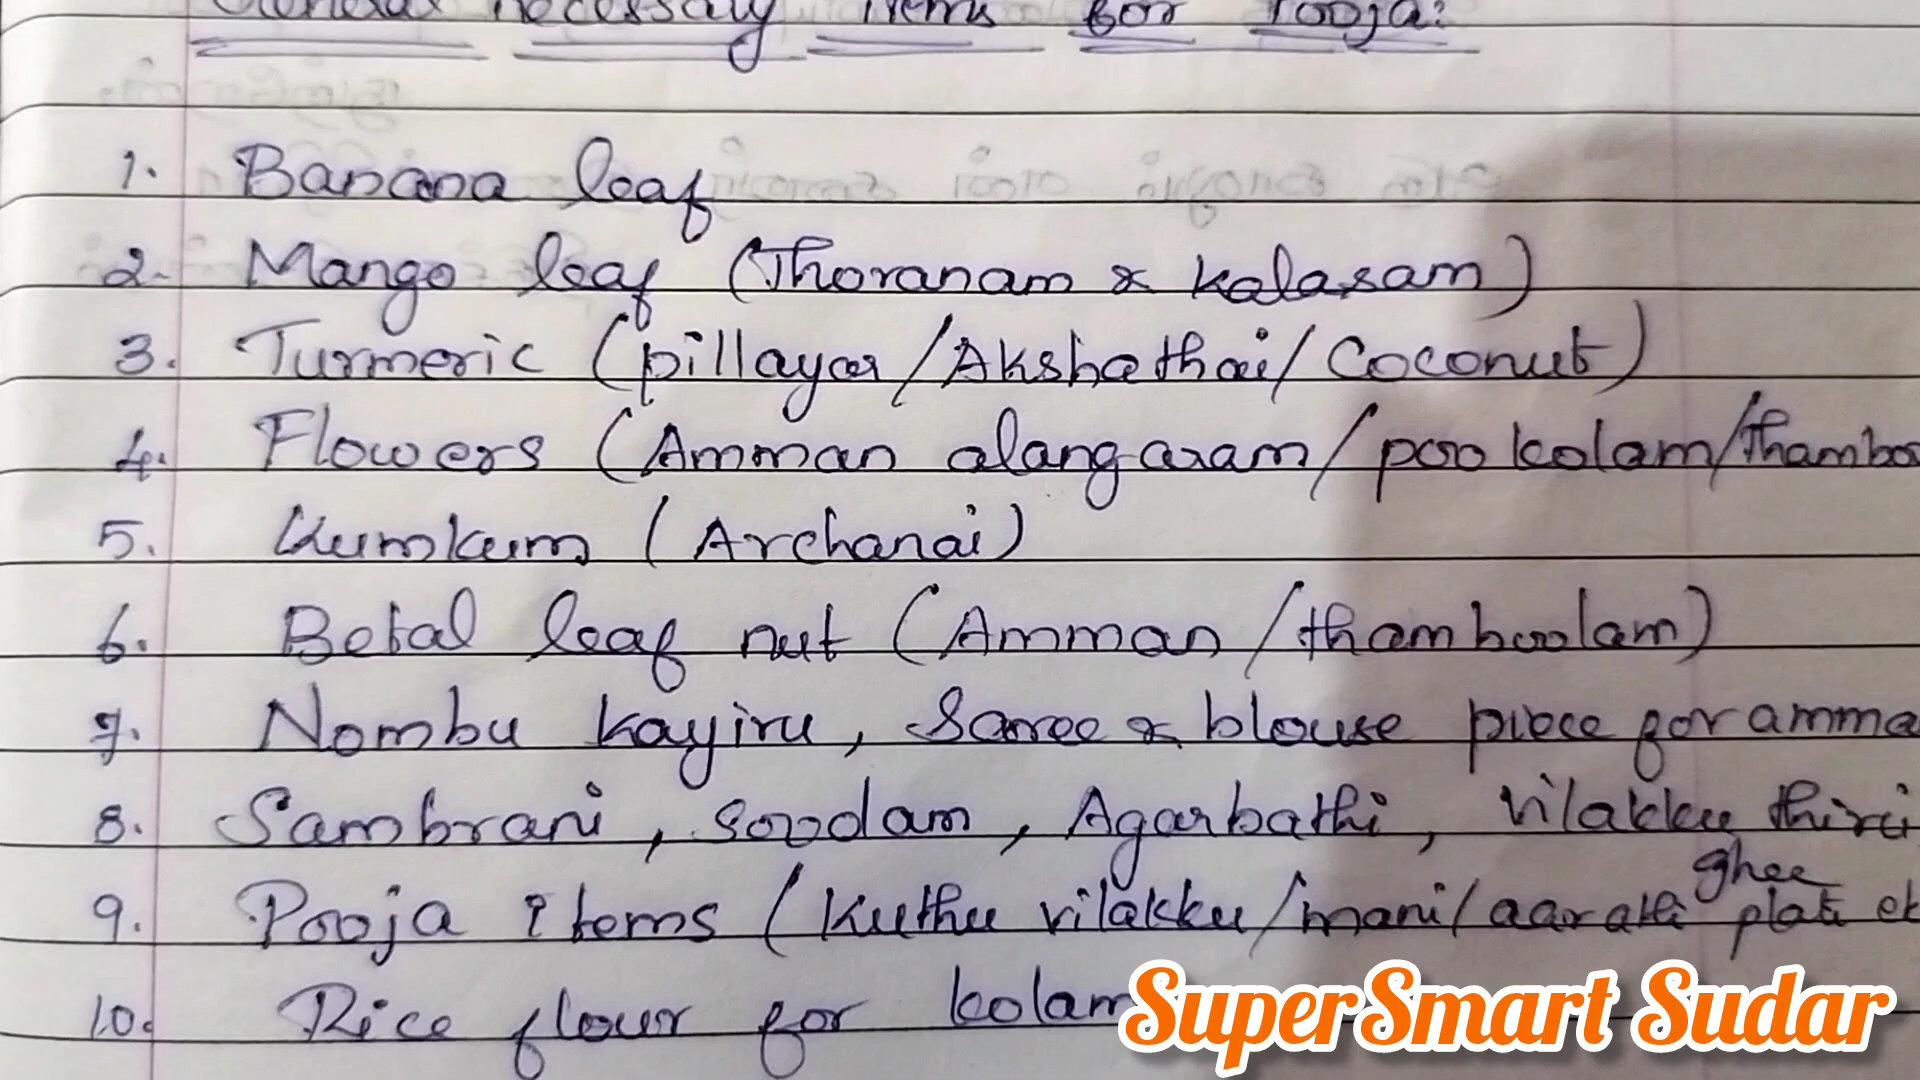 General necessary items for Pooja:
1. Banana leaf
2. Mango leaf (Thoranam & kalasam)
3. Turmeric (pillayar/Akshathai/Coconut)
4. Flowers (Amman alangaram/poo kolam/thamboo
5. Kumkum (Archanai)
6. Betal leaf nut (Amman/thamboolam)
7. Nombu kayiru, Saree & blouse piece for amma
8. Sambrani, soodam, Agarbathi, vilakku thiri,
ghee
9. Pooja items (Kuthu vilakku/mani/aarathi plate et
10. Rice flour for kolam
SuperSmart Sudar